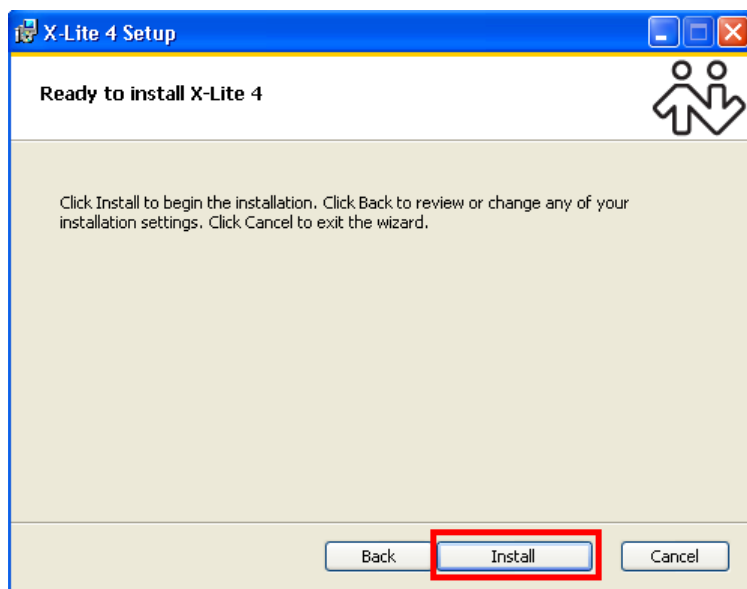 X-Lite 4 Setup
Ready to install X-Lite 4
Click Install to begin the installation. Click Back to review or change any of your
installation settings. Click Cancel to exit the wizard.
Back Install Cancel